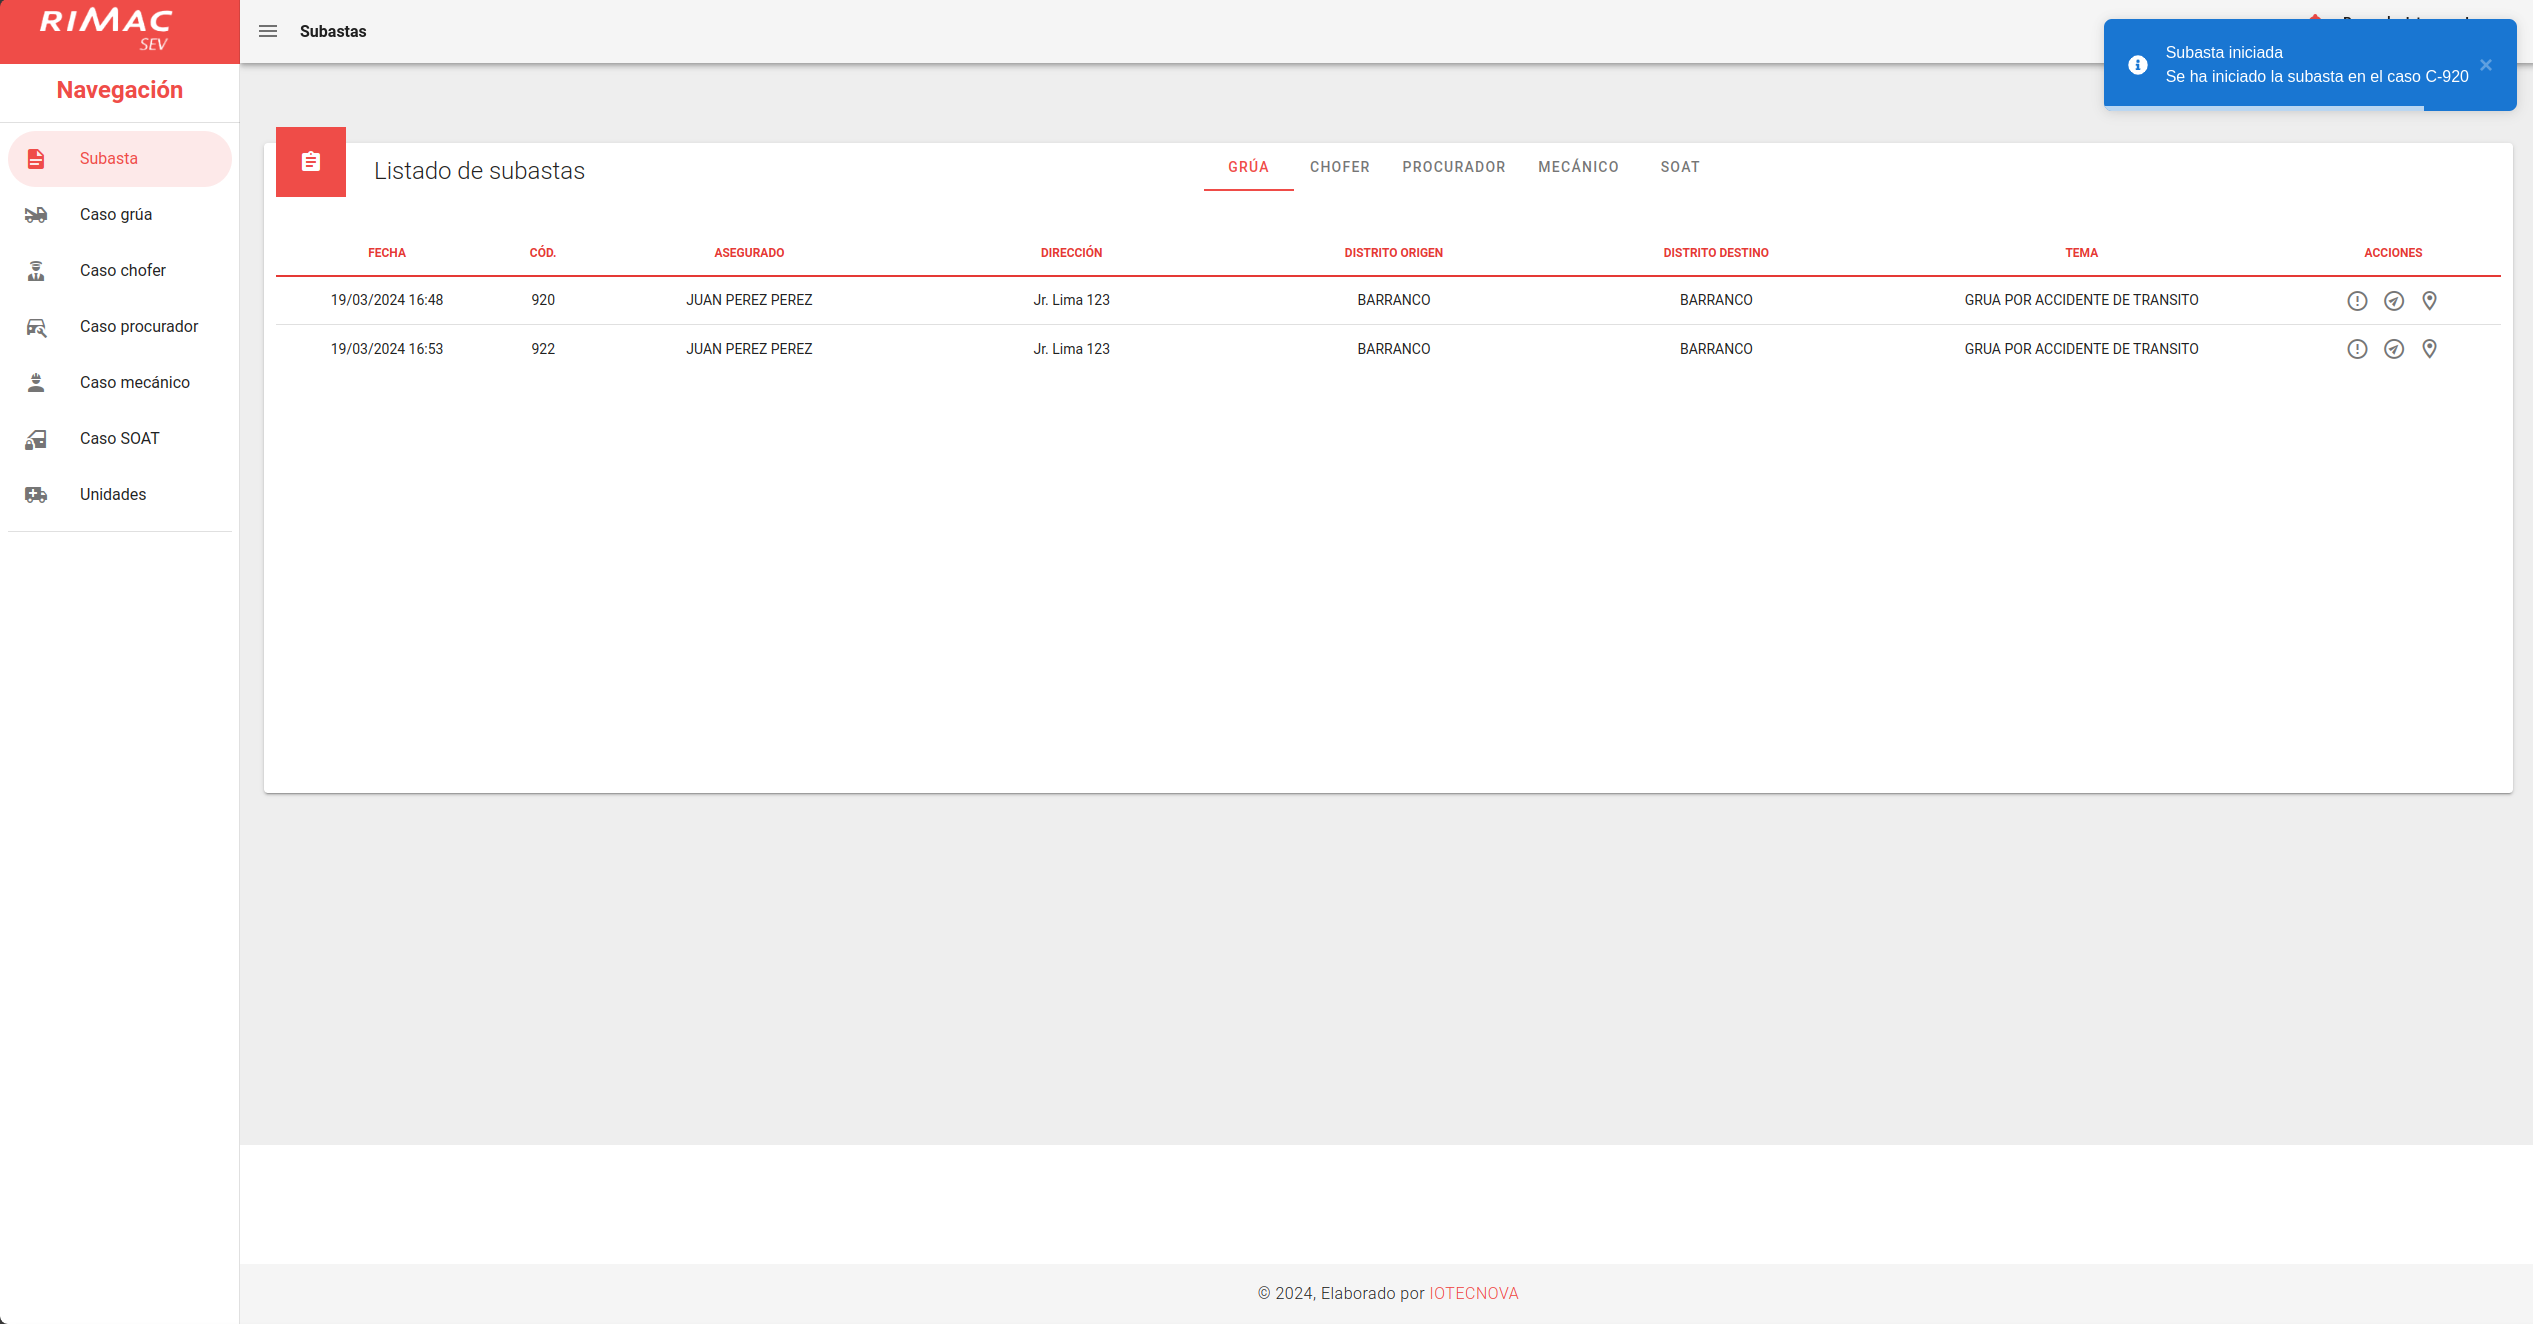 RIMAC
SEV
Subastas
Subasta iniciada
Se ha iniciado la subasta en el caso C-920
Navegación
Subasta
Caso grúa
Caso chofer
Caso procurador
Caso mecánico
Caso SOAT
Unidades
Listado de subastas
GRÚA CHOFER PROCURADOR MECÁNICO SOAT
FECHA CÓD. ASEGURADO DIRECCIÓN DISTRITO ORIGEN DISTRITO DESTINO TEMA ACCIONES
19/03/2024 16:48 920 JUAN PEREZ PEREZ Jr. Lima 123 BARRANCO BARRANCO GRUA POR ACCIDENTE DE TRANSITO
19/03/2024 16:53 922 JUAN PEREZ PEREZ Jr. Lima 123 BARRANCO BARRANCO GRUA POR ACCIDENTE DE TRANSITO
© 2024, Elaborado por IOTECNOVA